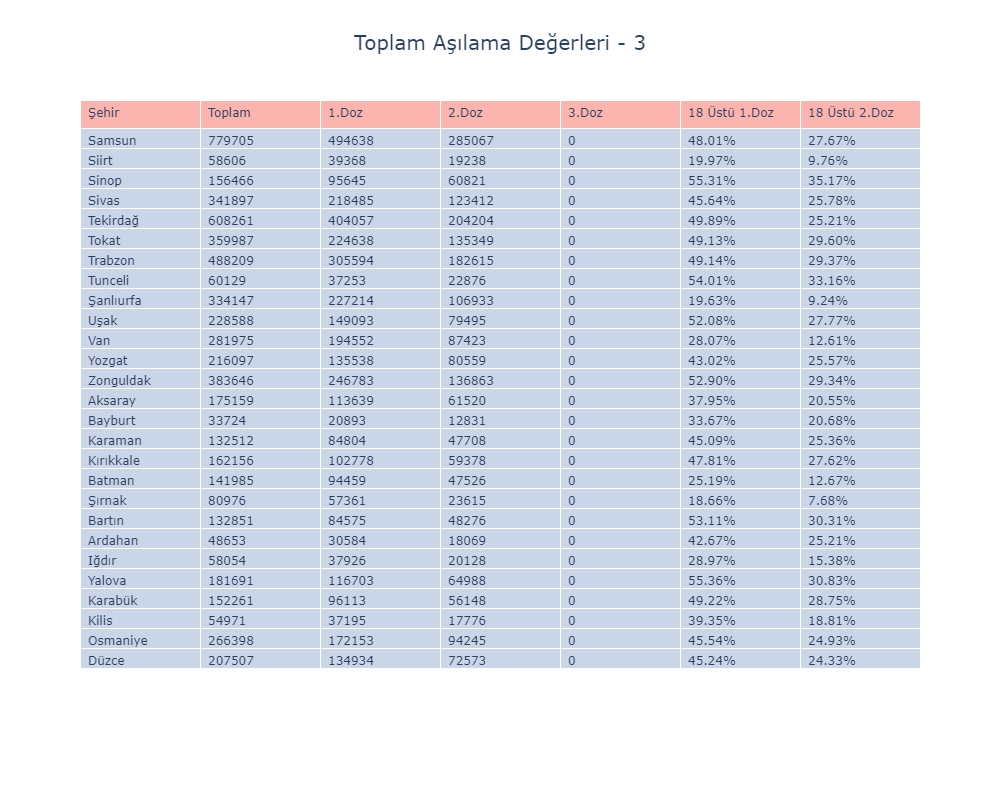 Toplam Aşılama Değerleri - 3
Şehir Toplam 1.Doz 2.Doz 3.Doz 18 Üstü 1.Doz 18 Üstü 2.Doz
Samsun 779705 494638 285067 0 48.01% 27.67%
Siirt 58606 39368 19238 0 19.97% 9.76%
Sinop 156466 95645 60821 0 55.31% 35.17%
Sivas 341897 218485 123412 0 45.64% 25.78%
Tekirdağ 608261 404057 204204 0 49.89% 25.21%
Tokat 359987 224638 135349 0 49.13% 29.60%
Trabzon 488209 305594 182615 0 49.14% 29.37%
Tunceli 60129 37253 22876 0 54.01% 33.16%
Şanlıurfa 334147 227214 106933 0 19.63% 9.24%
Uşak 228588 149093 79495 0 52.08% 27.77%
Van 281975 194552 87423 0 28.07% 12.61%
Yozgat 216097 135538 80559 0 43.02% 25.57%
Zonguldak 383646 246783 136863 0 52.90% 29.34%
Aksaray 175159 113639 61520 0 37.95% 20.55%
Bayburt 33724 20893 12831 0 33.67% 20.68%
Karaman 132512 84804 47708 0 45.09% 25.36%
Kırıkkale 162156 102778 59378 0 47.81% 27.62%
Batman 141985 94459 47526 0 25.19% 12.67%
Şırnak 80976 57361 23615 0 18.66% 7.68%
Bartın 132851 84575 48276 0 53.11% 30.31%
Ardahan 48653 30584 18069 0 42.67% 25.21%
Iğdır 58054 37926 20128 0 28.97% 15.38%
Yalova 181691 116703 64988 0 55.36% 30.83%
Karabük 152261 96113 56148 0 49.22% 28.75%
Kilis 54971 37195 17776 0 39.35% 18.81%
Osmaniye 266398 172153 94245 0 45.54% 24.93%
Düzce 207507 134934 72573 0 45.24% 24.33%